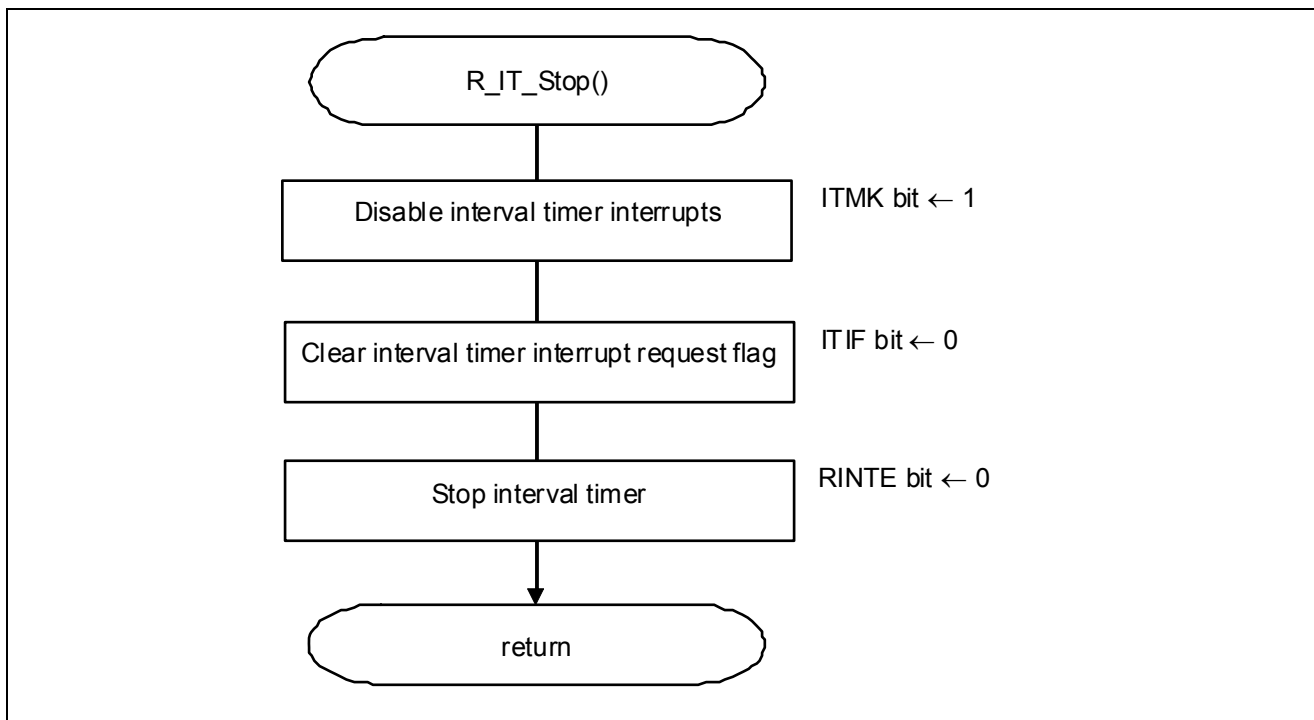 R_IT_Stop()
Disable interval timer interrupts
ITMK bit ← 1
Clear interval timer interrupt request flag
ITIF bit ← 0
Stop interval timer
RINTE bit ← 0
return